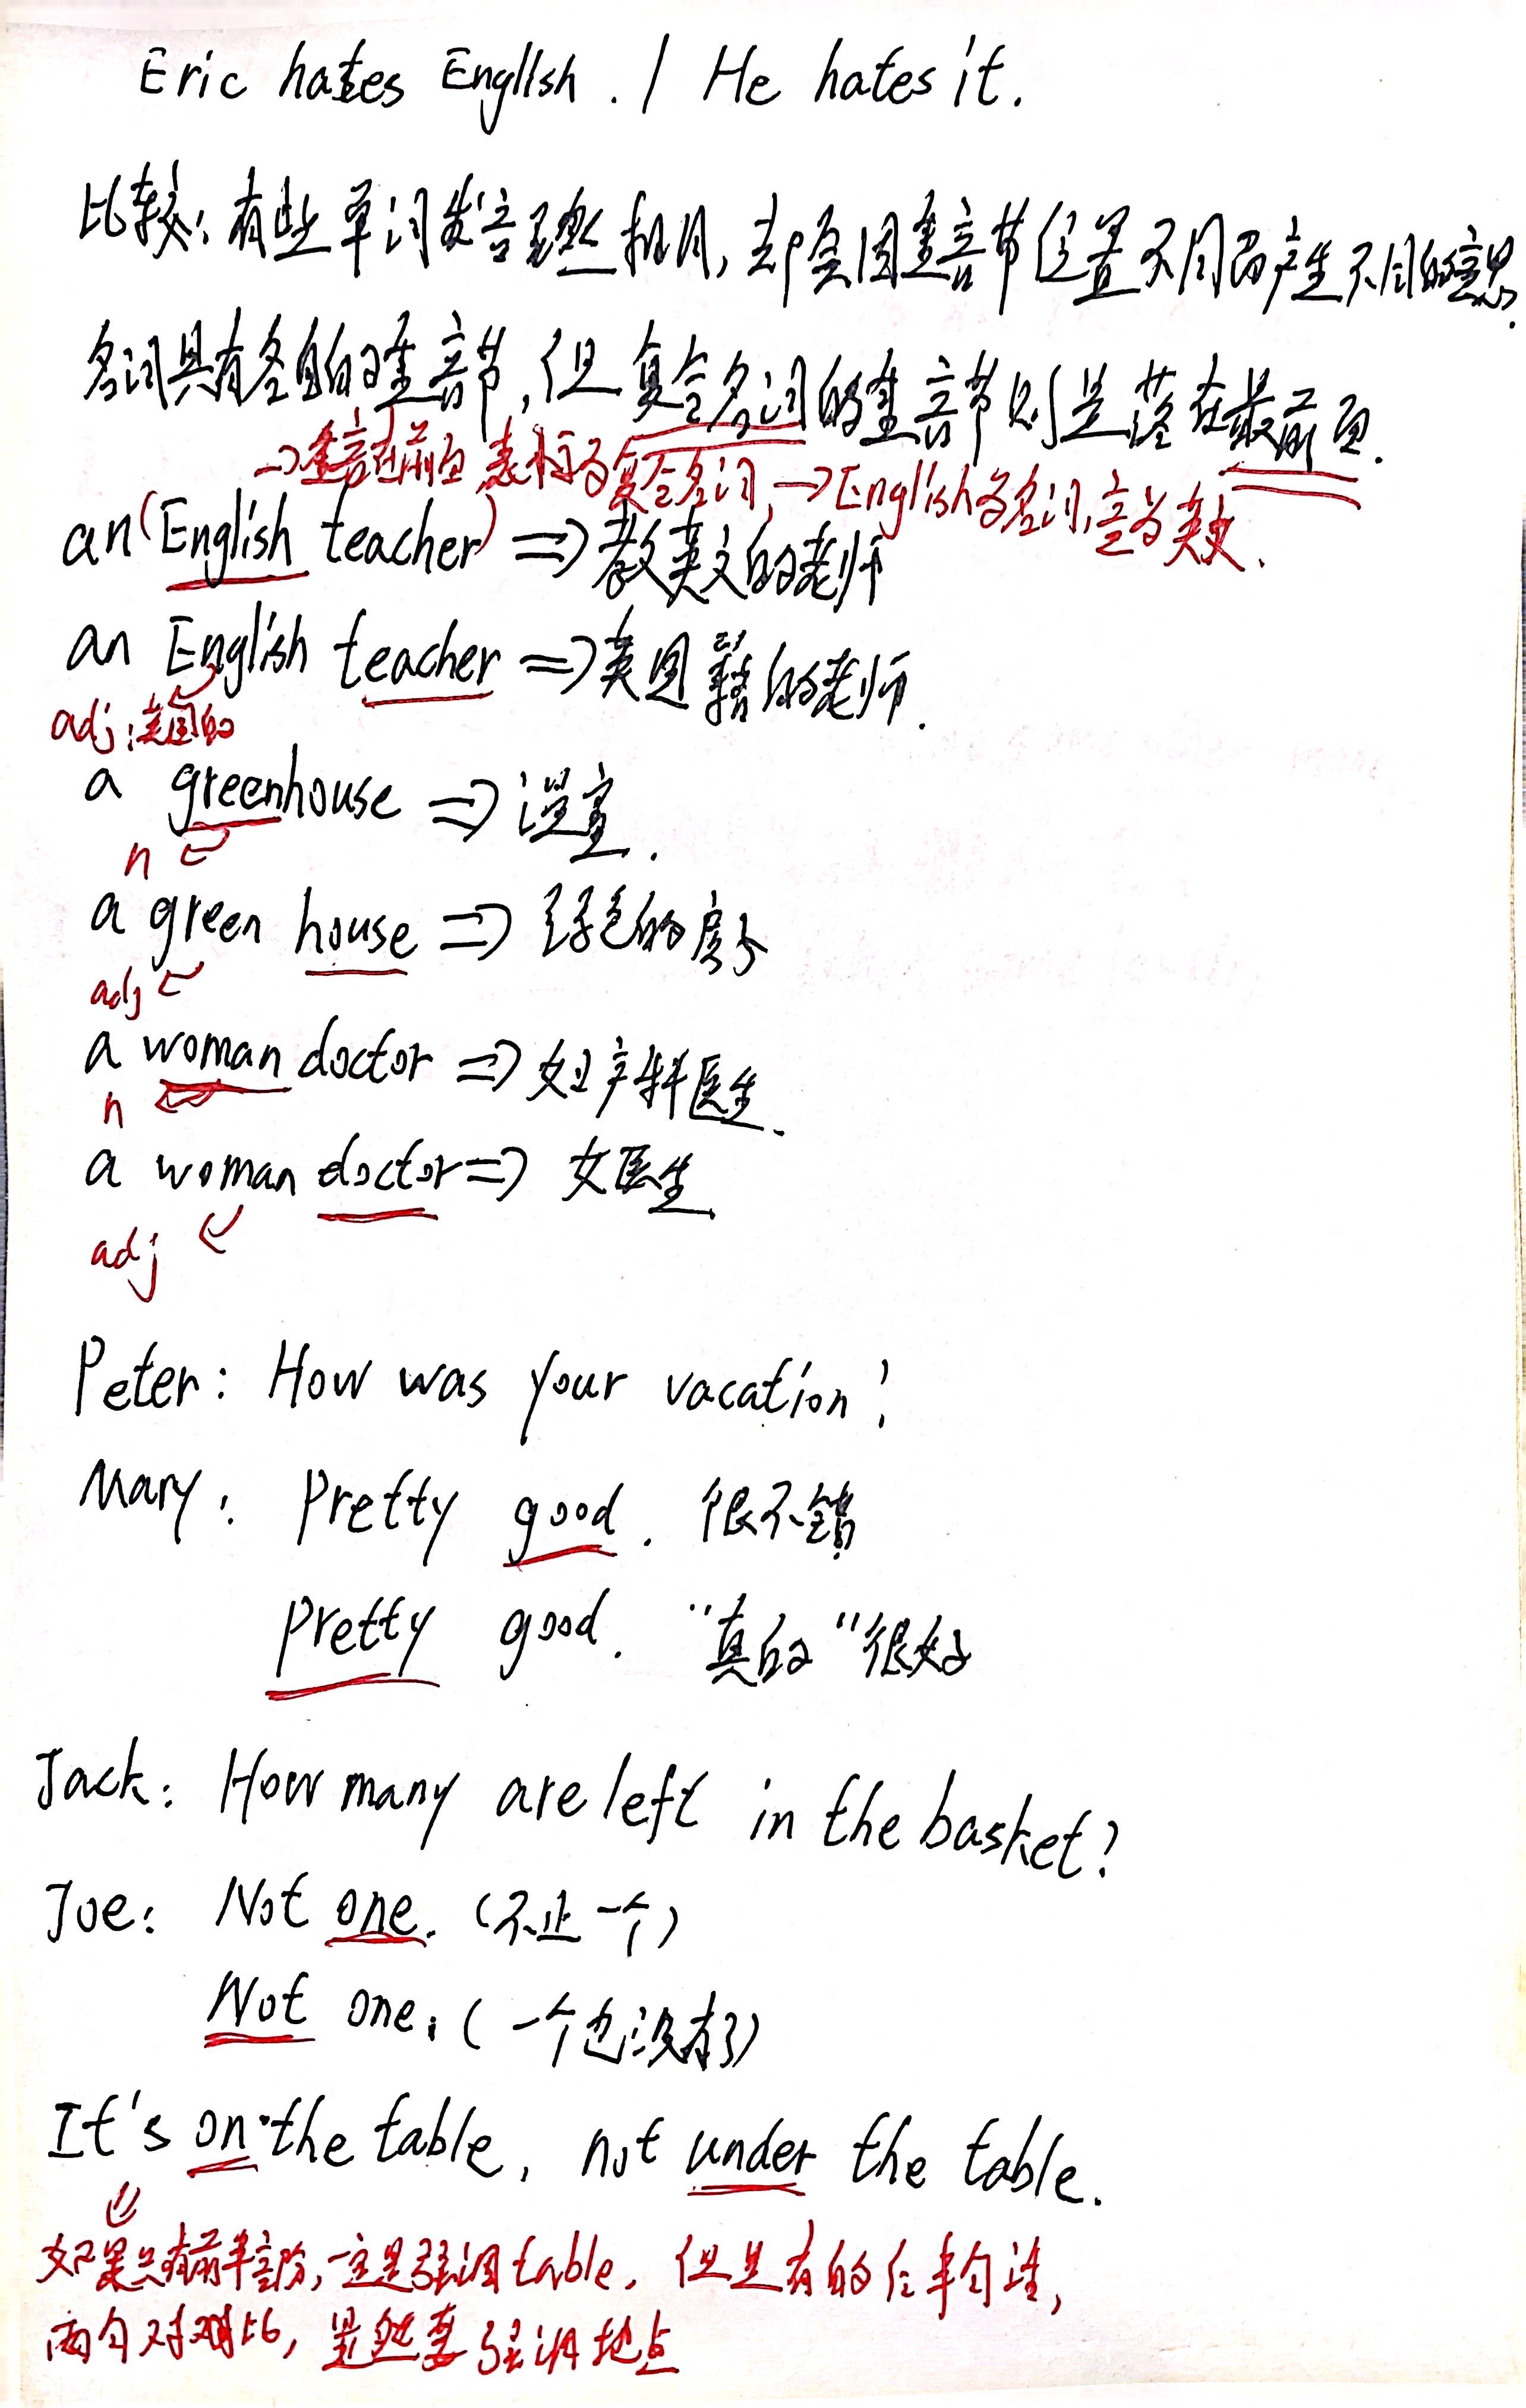 Eric hates English. / He hates it.
比较:有些单词发音虽然相同,却会因重音节位置不同而产生不同的意思.
名词具有各自的重音节,但复合名词的重音节则是落在最前面.
→重音在前面 表示为复合名词,→English为名词,意为英文.
an (English teacher) ⇒ 教英文的老师
an English teacher ⇒ 英国籍的老师.
adj:英国的
a greenhouse ⇒ 温室.
n
a green house ⇒ 绿色的房子
adj
a woman doctor ⇒ 妇产科医生.
n
a woman doctor ⇒ 女医生
adj
Peter: How was your vacation?
Mary: Pretty good. 很不错
Pretty good. "真的"很好
Jack: How many are left in the basket?
Joe: Not one. (不止一个)
Not one. (一个也没有了)
It's on the table, not under the table.
如果只有前半部份,一定是强调table. 但是有的后半句话,
两句对比,显然要强调地点